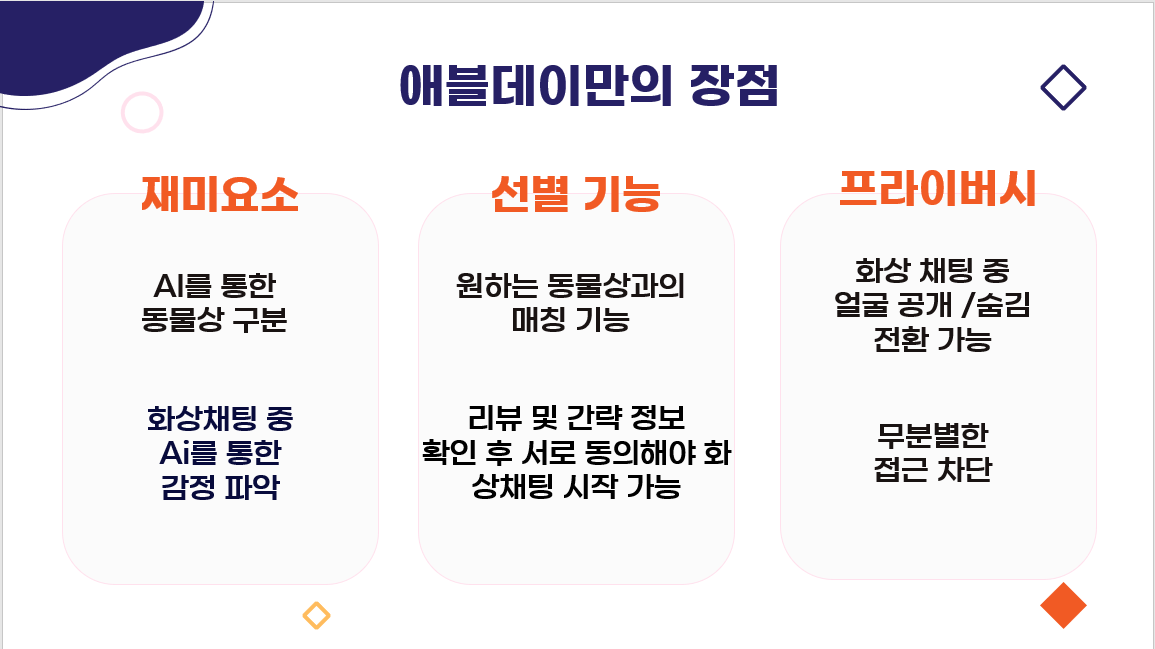 애블데이만의 장점
재미요소
AI를 통한
동물상 구분
화상채팅 중
Ai를 통한
감정 파악
선별 기능
원하는 동물상과의
매칭 기능
리뷰 및 간략 정보
확인 후 서로 동의해야 화
상채팅 시작 가능
프라이버시
화상 채팅 중
얼굴 공개 /숨김
전환 가능
무분별한
접근 차단